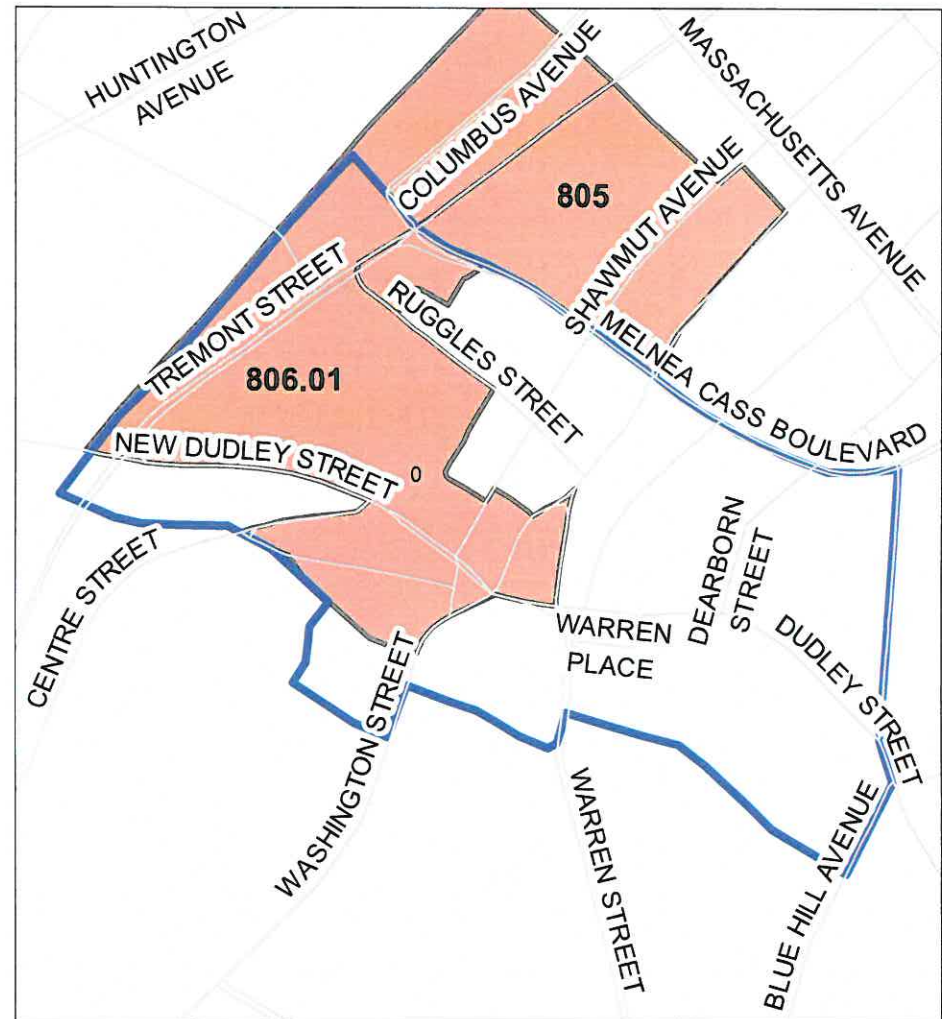 HUNTINGTON
AVENUE
COLUMBUS AVENUE
MASSACHUSETTS AVENUE
805
SHAWMUT AVENUE
TREMONT STREET
RUGGLES STREET
MELNEA CASS BOULEVARD
806.01
NEW DUDLEY STREET
0
CENTRE STREET
DEARBORN
STREET
WARREN
PLACE
DUDLEY STREET
WASHINGTON STREET
WARREN STREET
BLUE HILL AVENUE